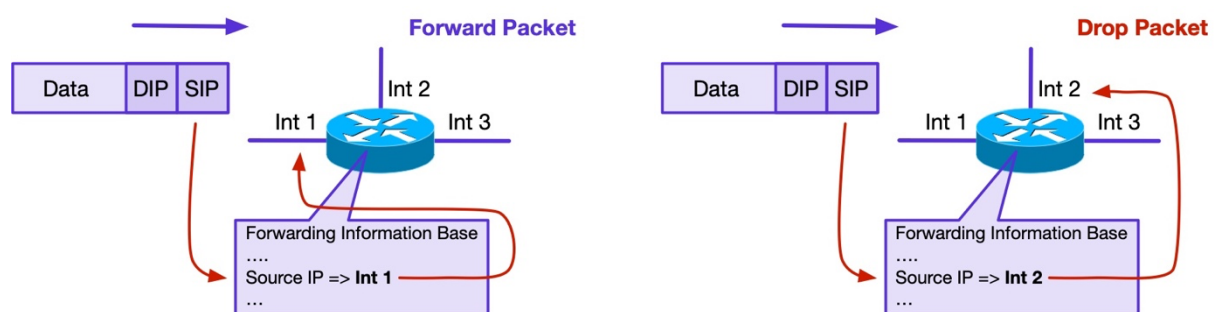 Forward Packet
Data DIP SIP
Int 2
Int 1
Int 3
Forwarding Information Base
....
Source IP => Int 1
...
Drop Packet
Data DIP SIP
Int 2
Int 1
Int 3
Forwarding Information Base
....
Source IP => Int 2
...